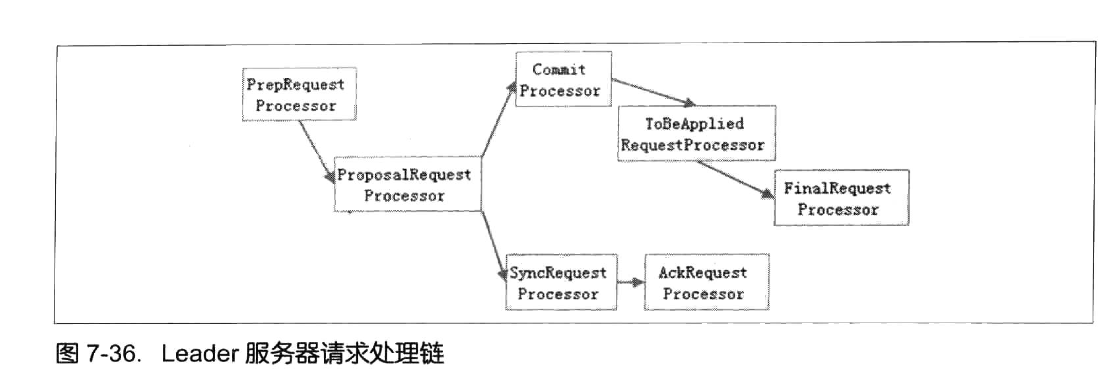 PrepRequest
Processor
ProposalRequest
Processor
Commit
Processor
ToBeApplied
RequestProcessor
FinalRequest
Processor
SyncRequest
Processor
AckRequest
Processor
图 7-36. Leader 服务器请求处理链